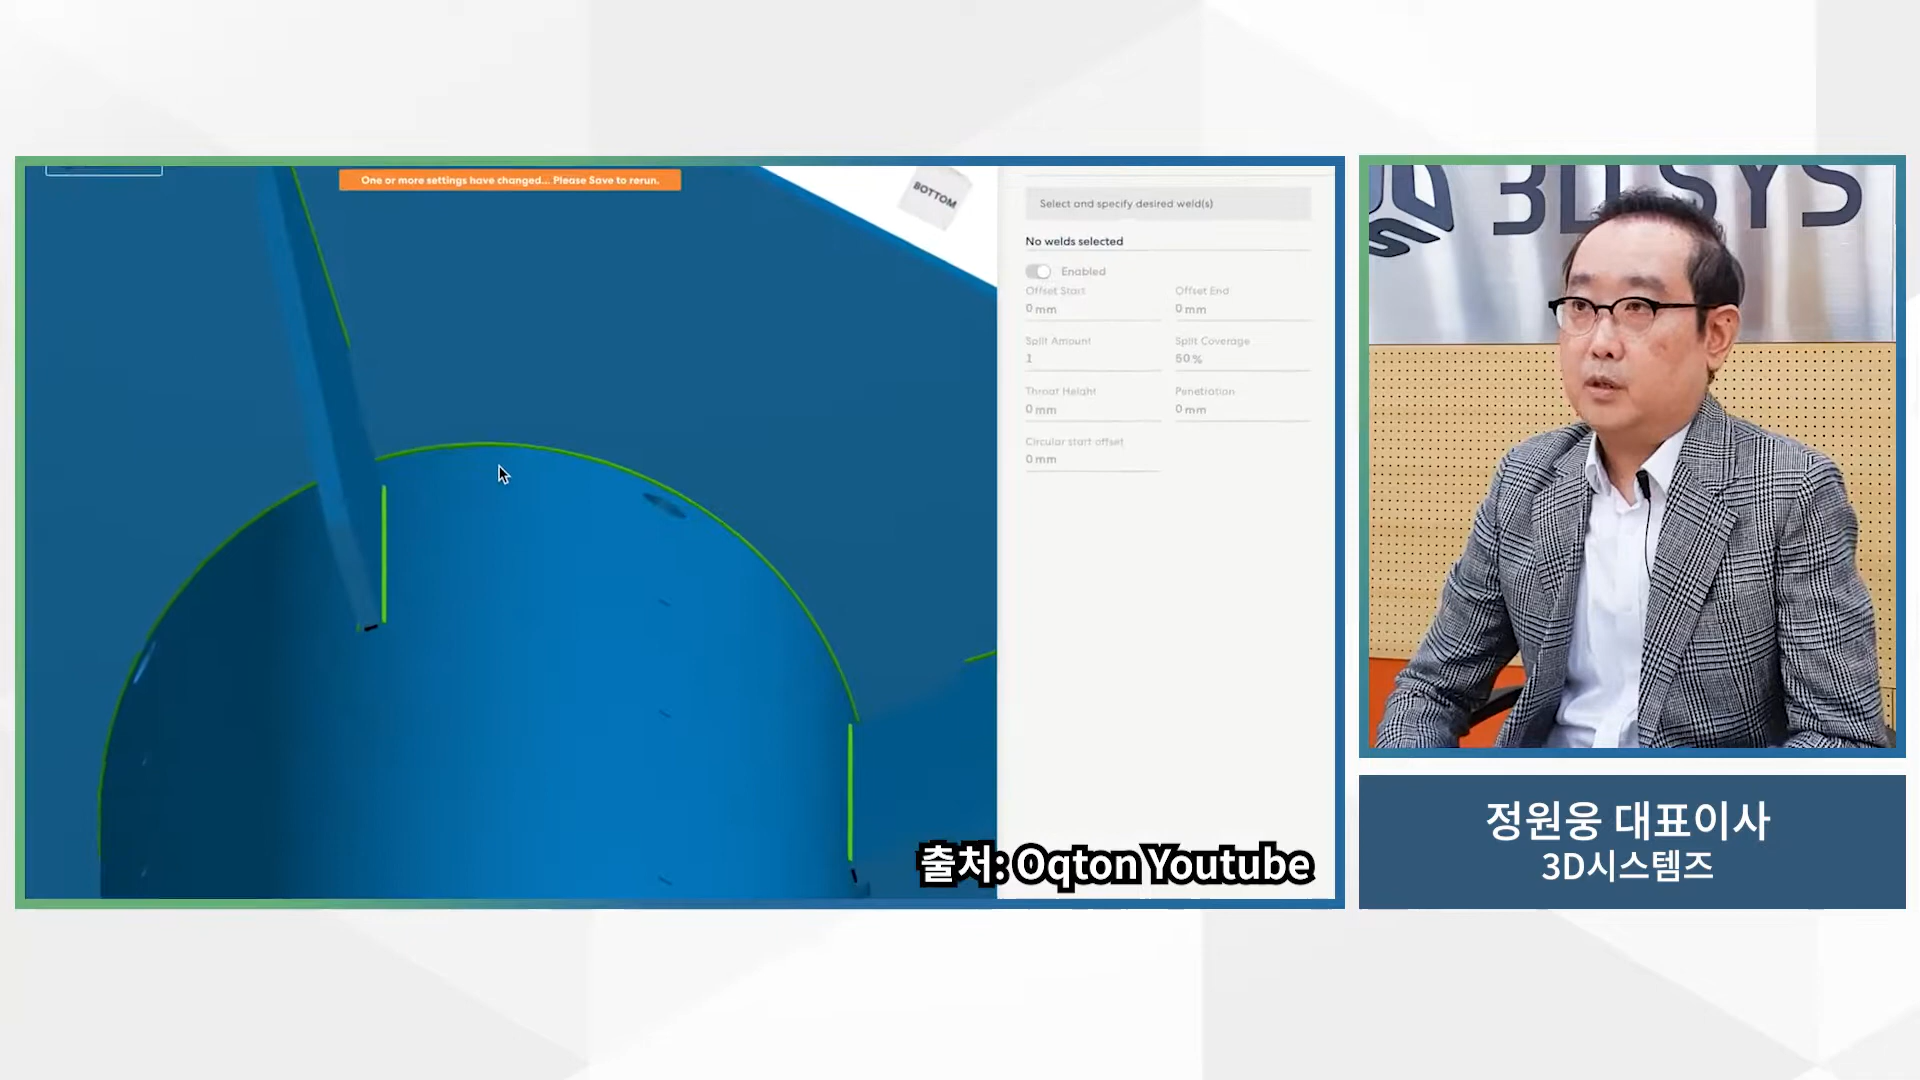 One or more settings have changed... Please Save to rerun.
BOTTOM
Select and specify desired weld(s)
No welds selected
Enabled
Offset Start
Offset End
0 mm
0 mm
Split Amount
Split Coverage
1
50 %
Throat Height
Penetration
0 mm
0 mm
Circular start offset
0 mm
출처: Oqton Youtube
3D SYS
정원웅 대표이사
3D시스템즈